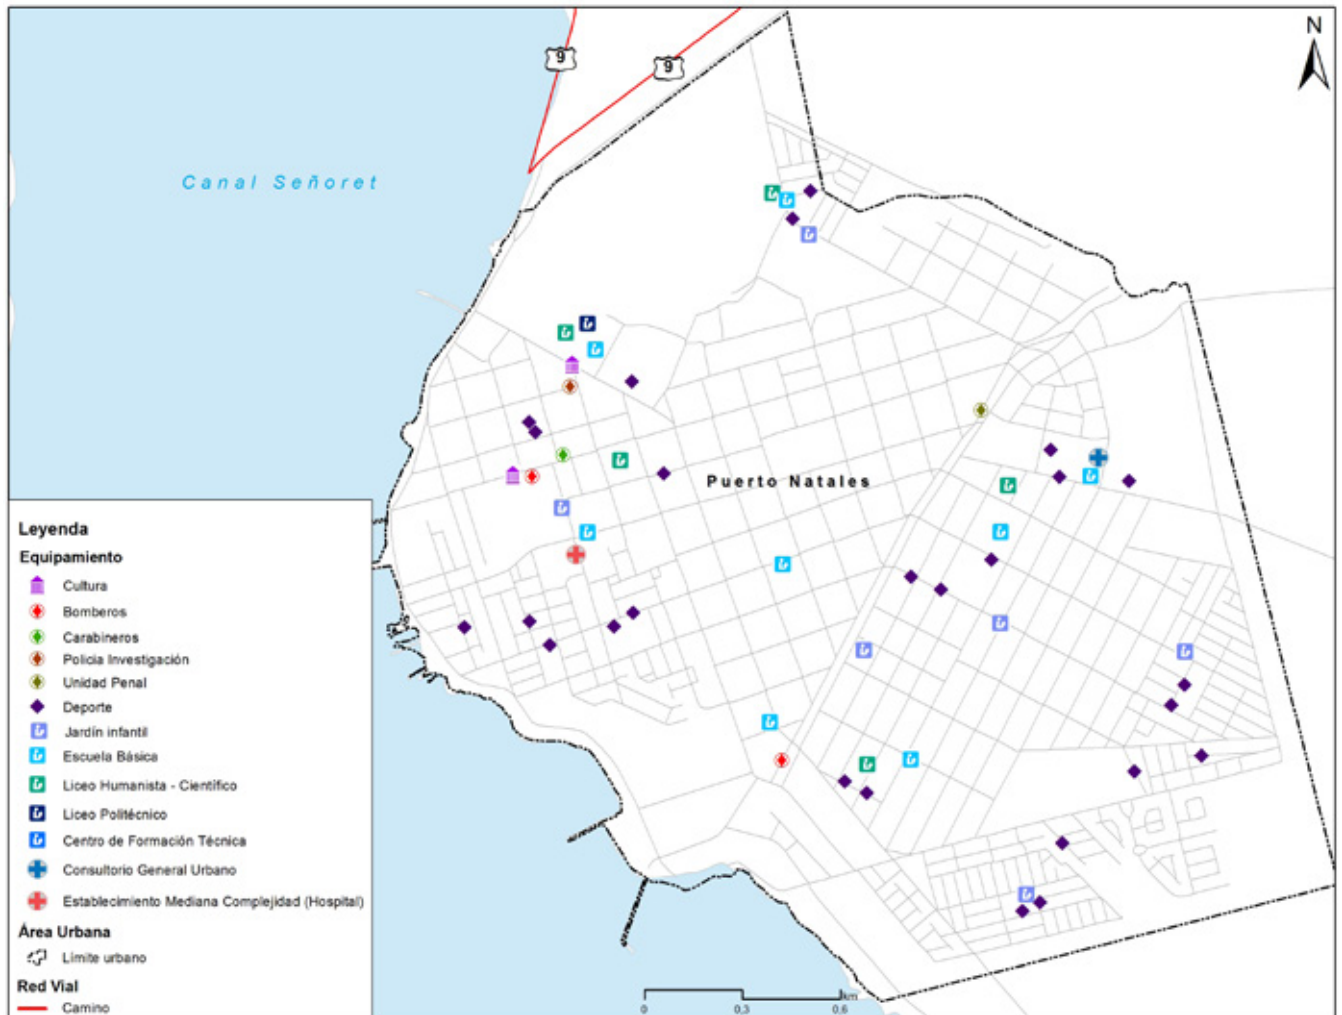 9
9
N
Canal Señoret
Puerto Natales
Leyenda
Equipamiento
Cultura
Bomberos
Carabineros
Policia Investigación
Unidad Penal
Deporte
Jardín infantil
Escuela Básica
Liceo Humanista - Científico
Liceo Politécnico
Centro de Formación Técnica
Consultorio General Urbano
Establecimiento Mediana Complejidad (Hospital)
Área Urbana
Límite urbano
Red Vial
Camino
km
0 0,3 0,6